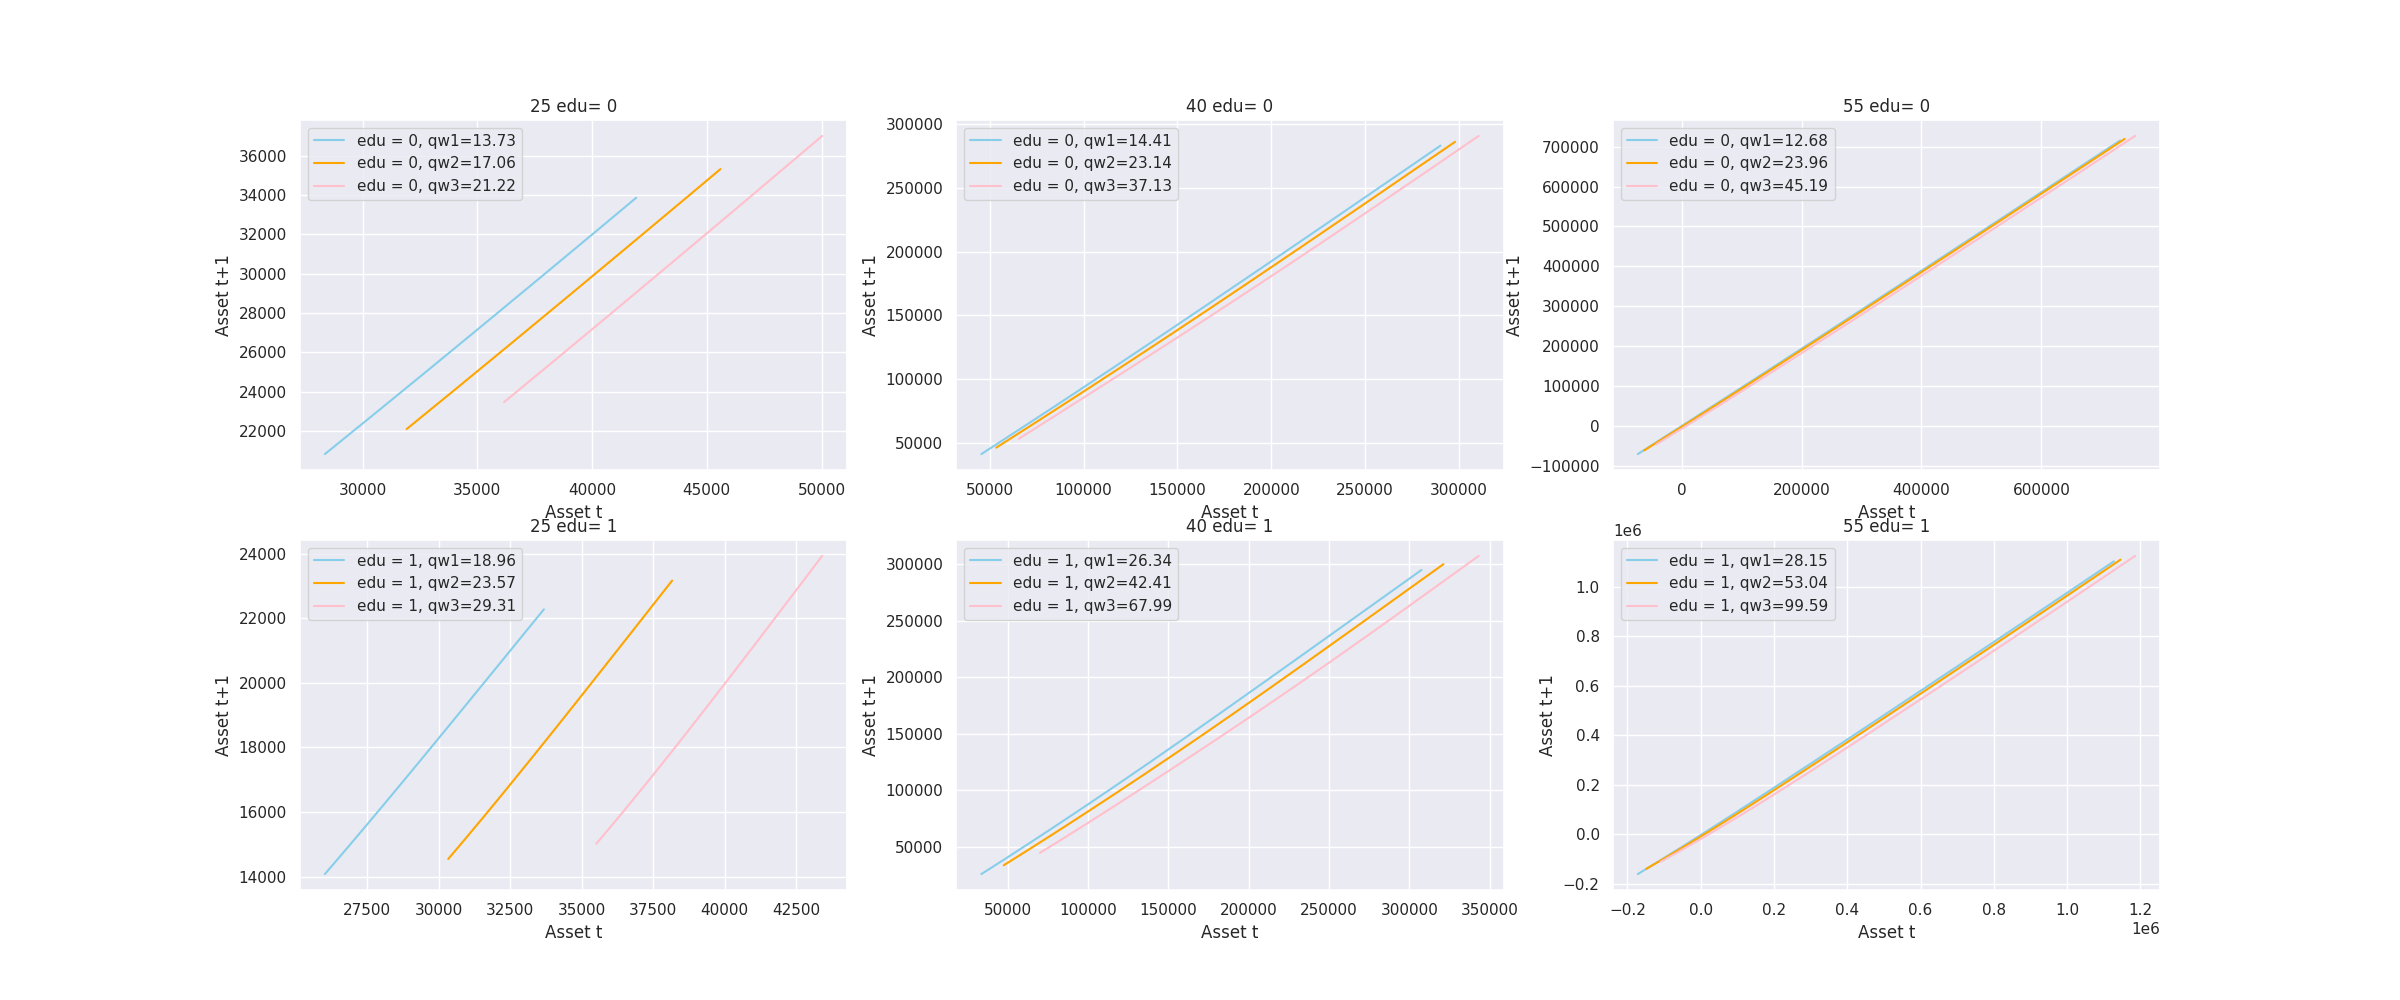 25 edu= 0
edu = 0, qw1=13.73
edu = 0, qw2=17.06
edu = 0, qw3=21.22
36000
34000
32000
30000
28000
26000
24000
22000
Asset t+1
30000 35000 40000 45000 50000
Asset t
40 edu= 0
edu = 0, qw1=14.41
edu = 0, qw2=23.14
edu = 0, qw3=37.13
300000
250000
200000
150000
100000
50000
Asset t+1
50000 100000 150000 200000 250000 300000
Asset t
55 edu= 0
edu = 0, qw1=12.68
edu = 0, qw2=23.96
edu = 0, qw3=45.19
700000
600000
500000
400000
300000
200000
100000
0
−100000
Asset t+1
0 200000 400000 600000
Asset t
25 edu= 1
edu = 1, qw1=18.96
edu = 1, qw2=23.57
edu = 1, qw3=29.31
24000
22000
20000
18000
16000
14000
Asset t+1
27500 30000 32500 35000 37500 40000 42500
Asset t
40 edu= 1
edu = 1, qw1=26.34
edu = 1, qw2=42.41
edu = 1, qw3=67.99
300000
250000
200000
150000
100000
50000
Asset t+1
50000 100000 150000 200000 250000 300000 350000
Asset t
55 edu= 1
1e6
edu = 1, qw1=28.15
edu = 1, qw2=53.04
edu = 1, qw3=99.59
1.0
0.8
0.6
0.4
0.2
0.0
−0.2
Asset t+1
−0.2 0.0 0.2 0.4 0.6 0.8 1.0 1.2
1e6
Asset t